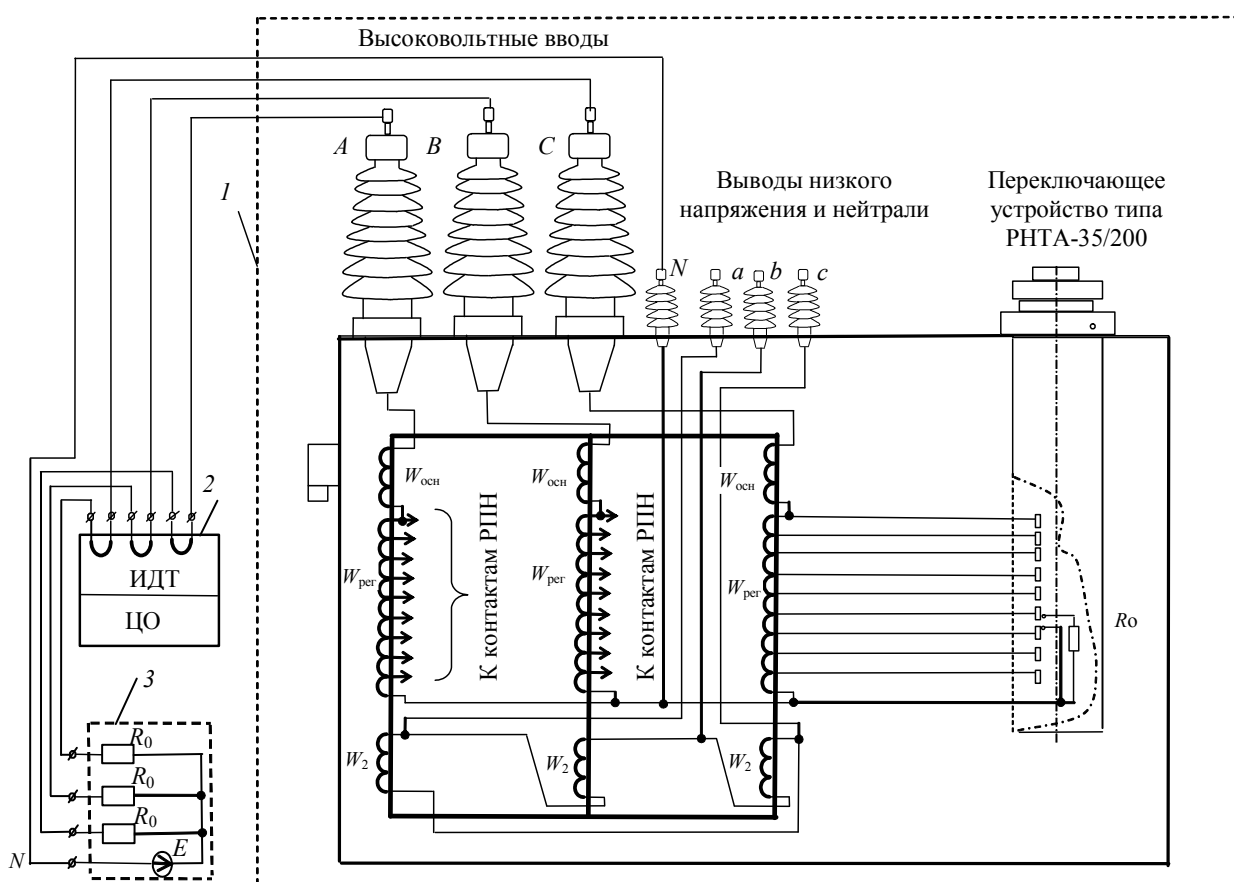 Высоковольтные вводы
A
B
C
1
Выводы низкого
напряжения и нейтрали
Переключающее
устройство типа
РНТА-35/200
N
a
b
c
2
ИДТ
ЦО
3
R0
R0
R0
E
N
Wосн
Wосн
Wосн
К контактам РПН
К контактам РПН
Wрег
Wрег
Wрег
Rо
W2
W2
W2